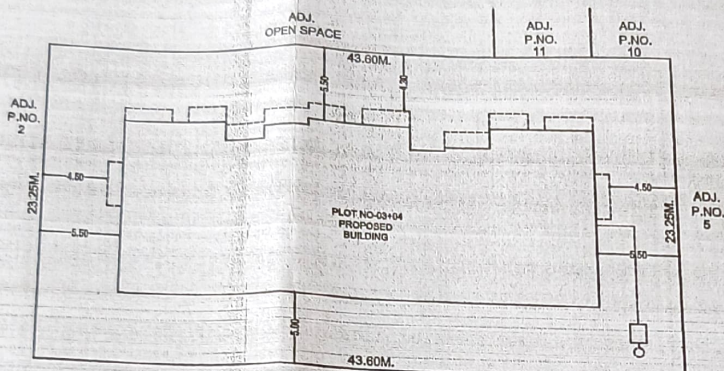 ADJ.
OPEN SPACE
ADJ.
P.NO.
11
ADJ.
P.NO.
10
43.60M.
5.50
4.30
ADJ.
P.NO.
2
4.50
23.25M.
5.50
PLOT NO-03+04
PROPOSED
BUILDING
4.50
23.25M.
5.50
ADJ.
P.NO.
5
5.00
43.60M.